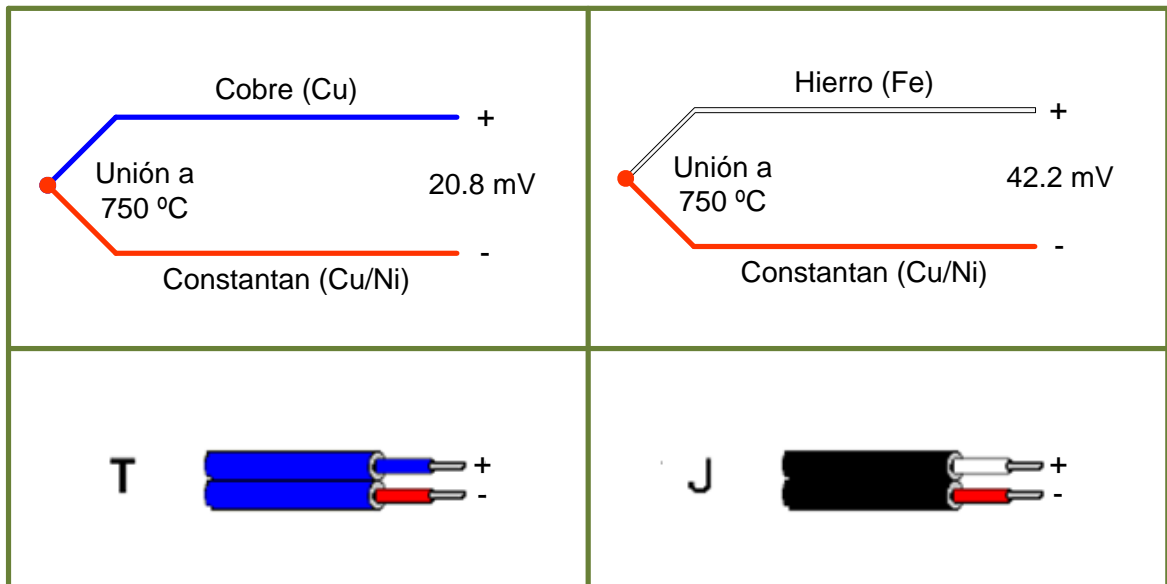 Cobre (Cu)
+
Unión a
750 ºC
20.8 mV
-
Constantan (Cu/Ni)
Hierro (Fe)
+
Unión a
750 ºC
42.2 mV
-
Constantan (Cu/Ni)
T
+
-
J
+
-